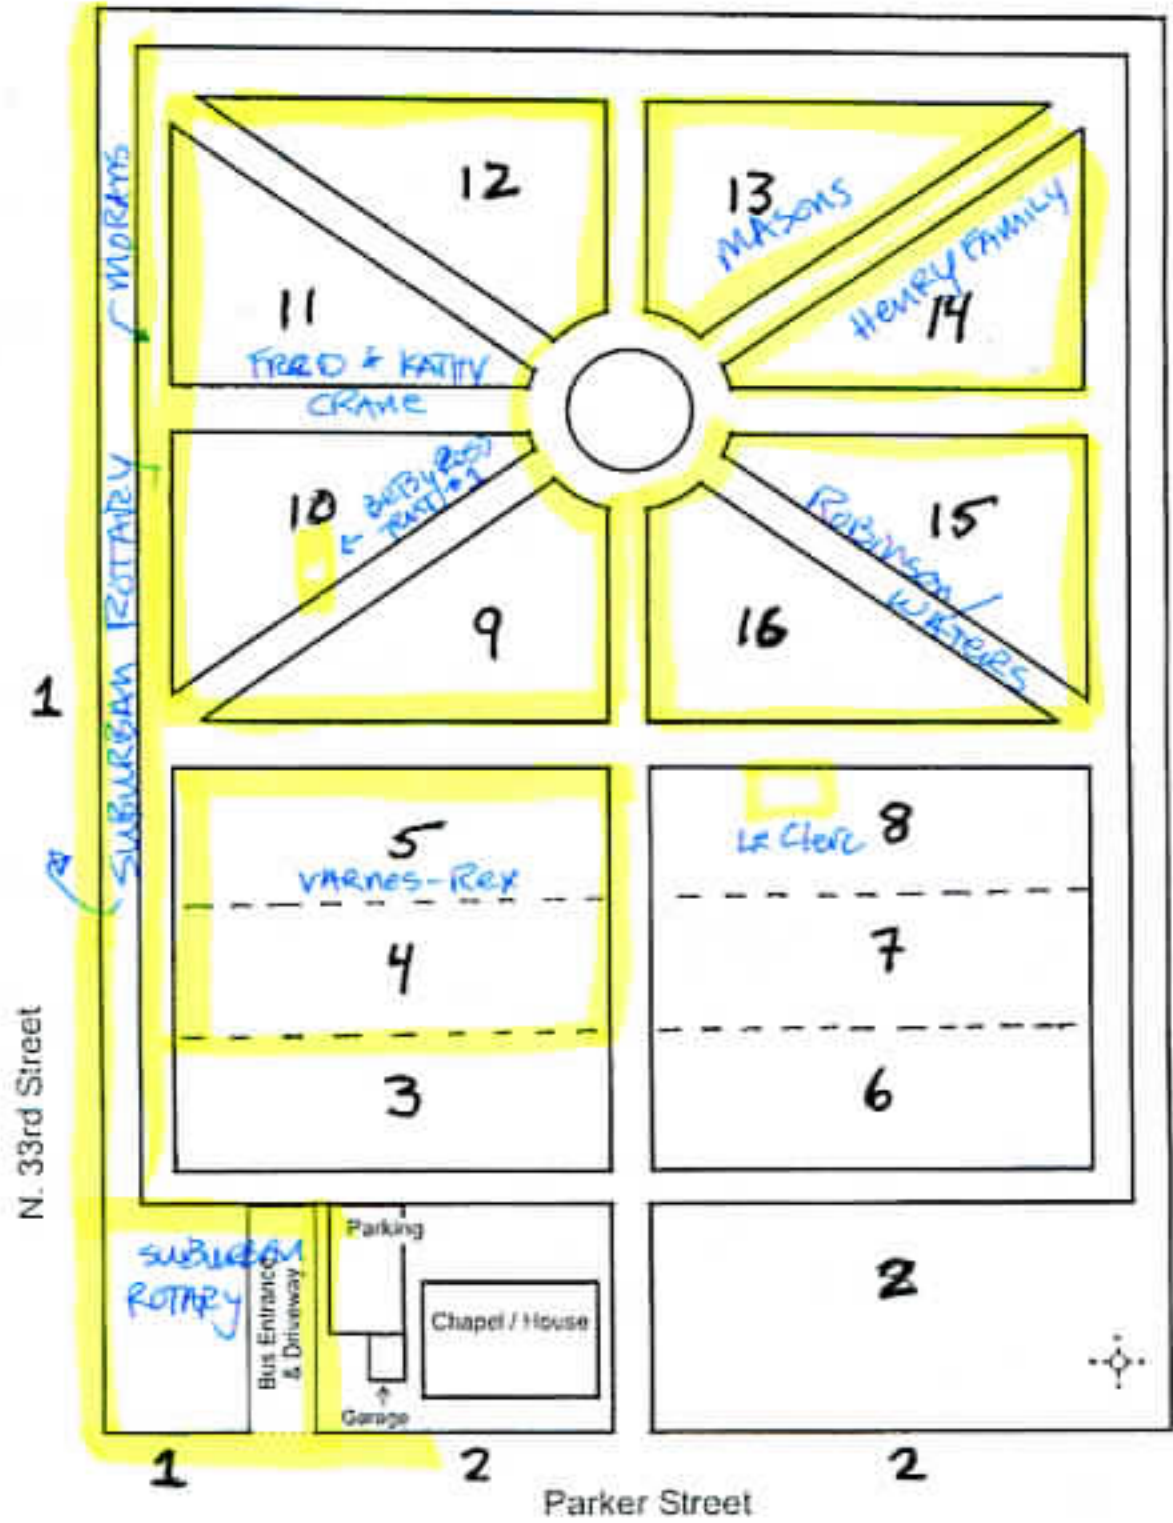 MORANS
12
13
MASONS
HENRY FAMILY
14
11
FRED & KATHY
CRANE
SUBURBAN ROTARY
10
9
ROBINSON/
WATERS
15
16
1
5
VARNES-REX
4
3
Le Clerc
8
7
6
N. 33rd Street
SUBURBAN
ROTARY
Bus Entrance
& Driveway
Parking
Chapel / House
Garage
2
1
2
2
Parker Street